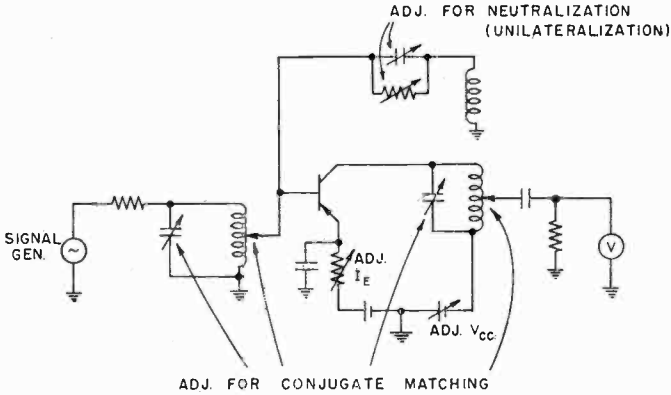 ADJ. FOR NEUTRALIZATION
(UNILATERALIZATION)
SIGNAL
GEN.
~
V
ADJ.
IE
ADJ. VCC.
ADJ. FOR CONJUGATE MATCHING